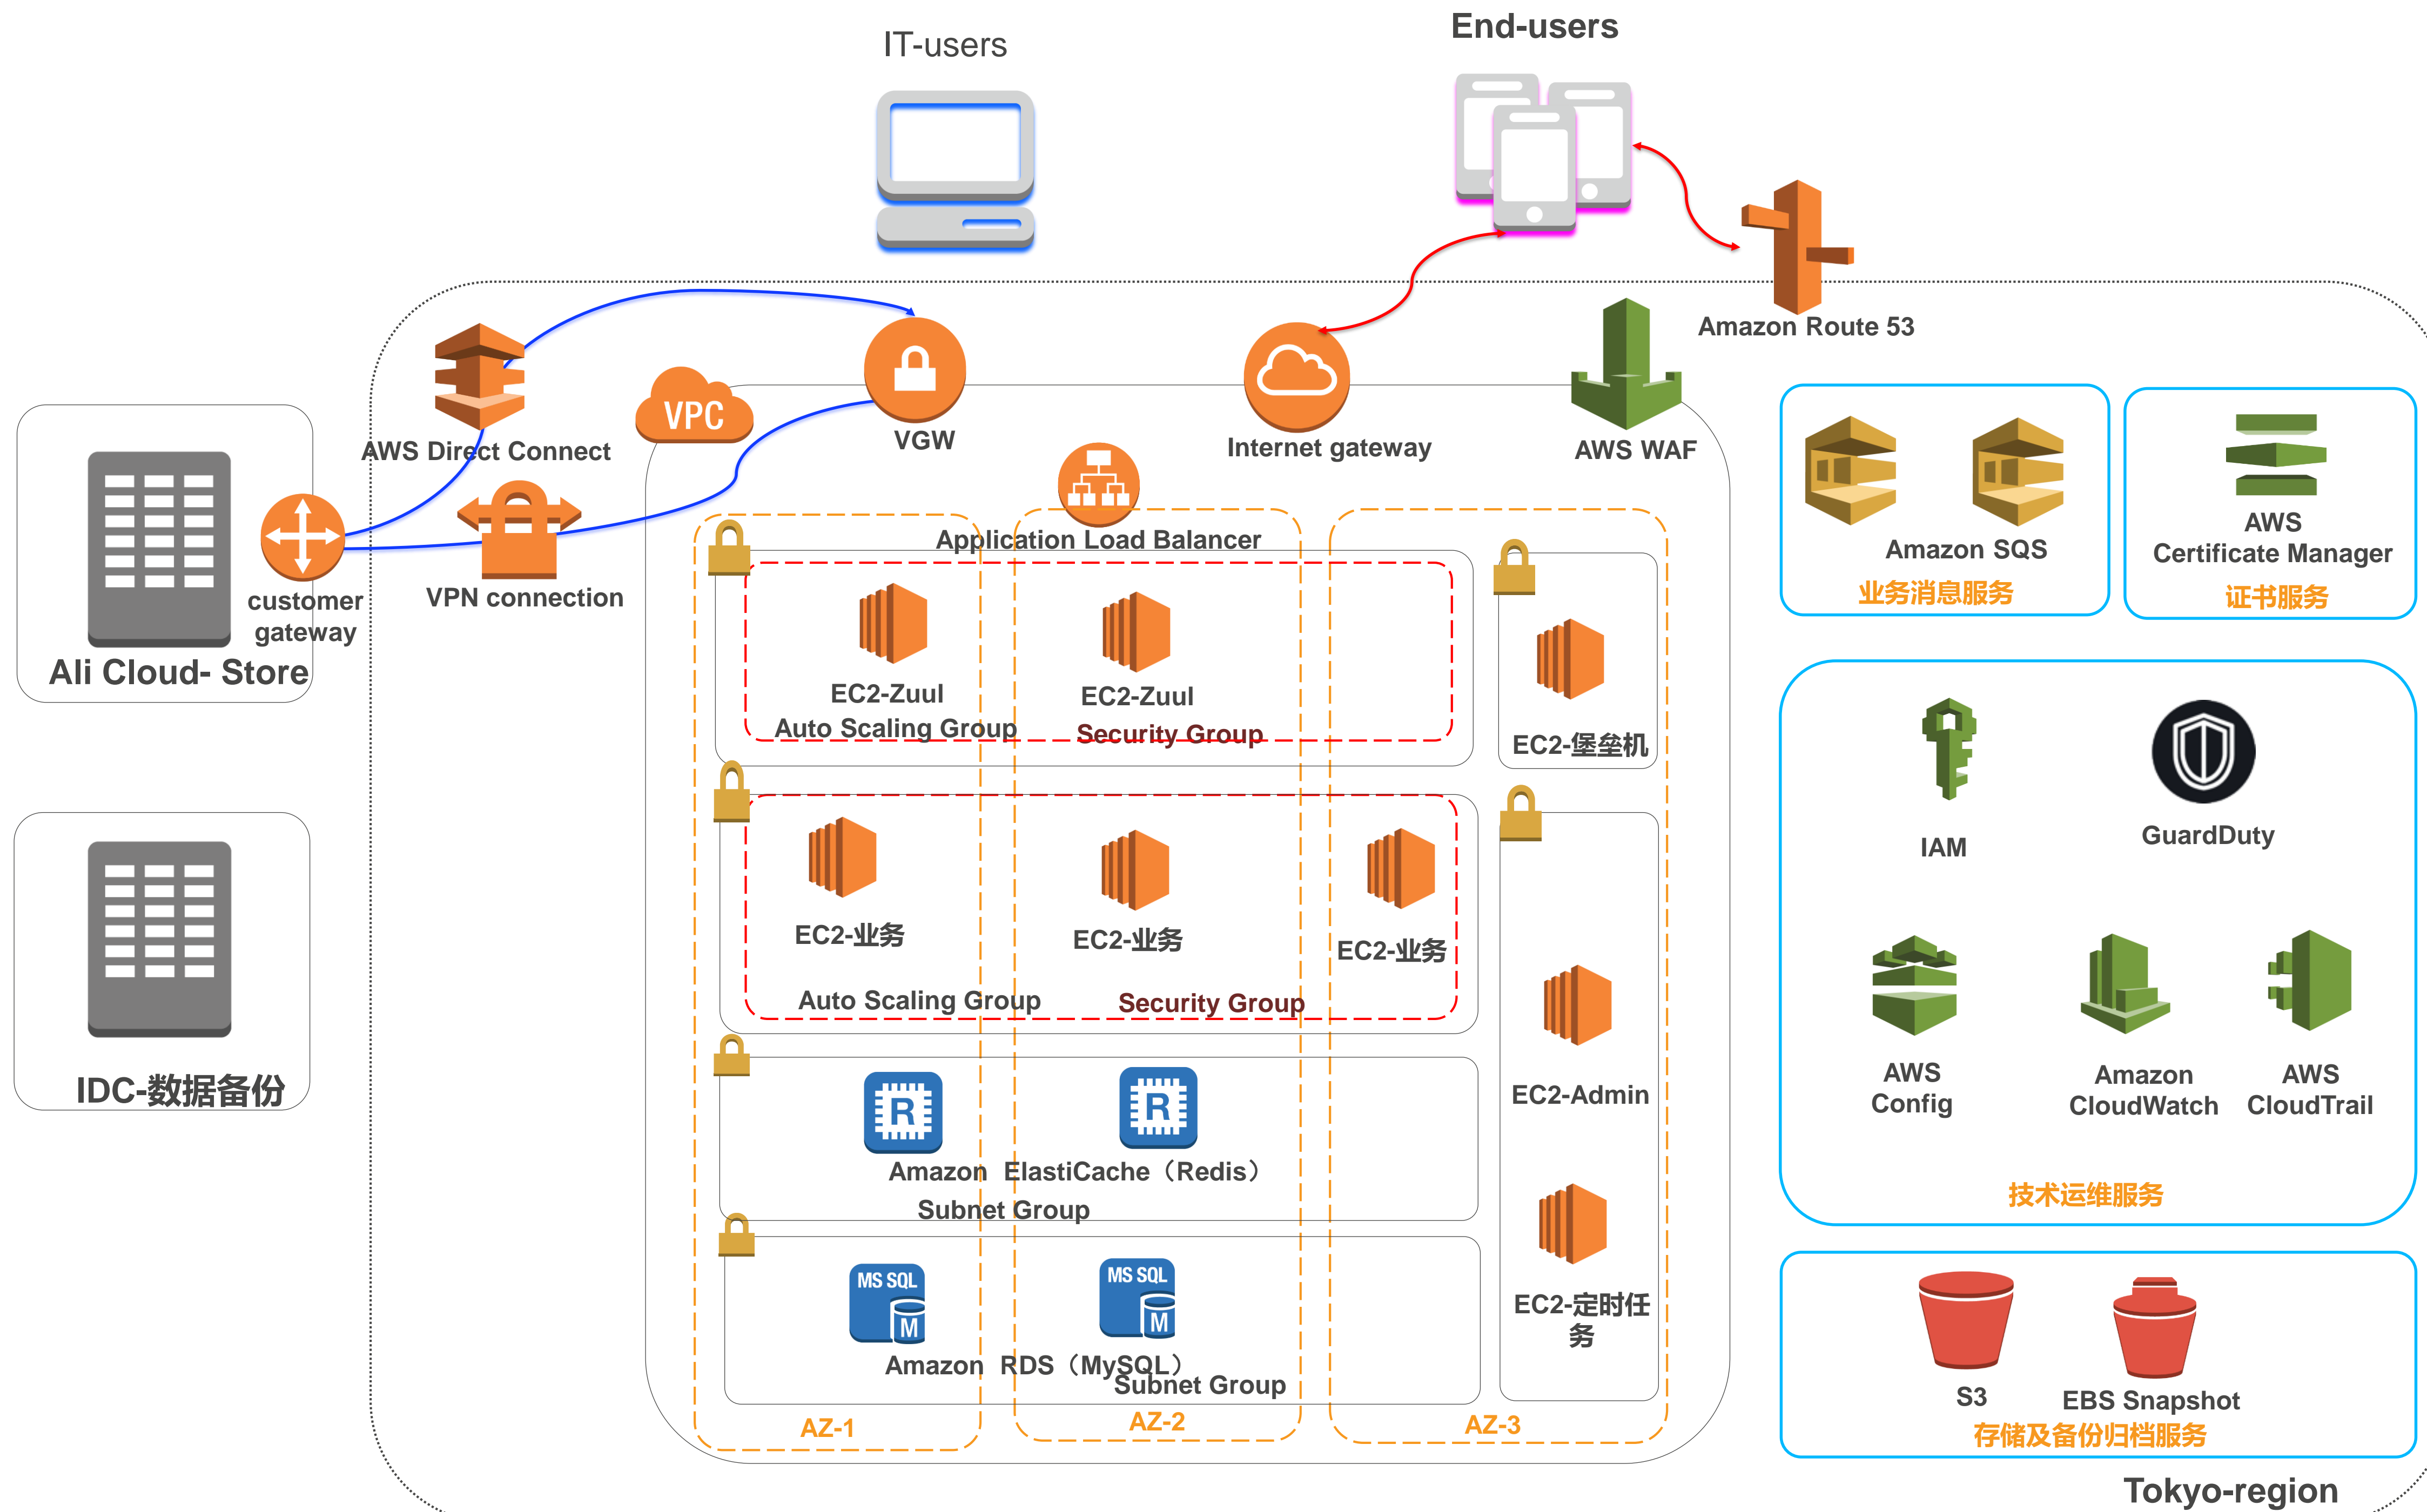 IT-users
End-users
Amazon Route 53
VPC
VGW
Internet gateway
AWS WAF
AWS Direct Connect
VPN connection
customer
gateway
Ali Cloud- Store
IDC-数据备份
Application Load Balancer
EC2-Zuul
EC2-Zuul
Auto Scaling Group
Security Group
EC2-堡垒机
EC2-业务
EC2-业务
EC2-业务
Auto Scaling Group
Security Group
EC2-Admin
R
R
Amazon ElastiCache（Redis）
Subnet Group
EC2-定时任
务
MS SQL
M
MS SQL
M
Amazon RDS（MySQL）
Subnet Group
AZ-1
AZ-2
AZ-3
Amazon SQS
业务消息服务
AWS
Certificate Manager
证书服务
IAM
GuardDuty
AWS
Config
Amazon
CloudWatch
AWS
CloudTrail
技术运维服务
S3
EBS Snapshot
存储及备份归档服务
Tokyo-region